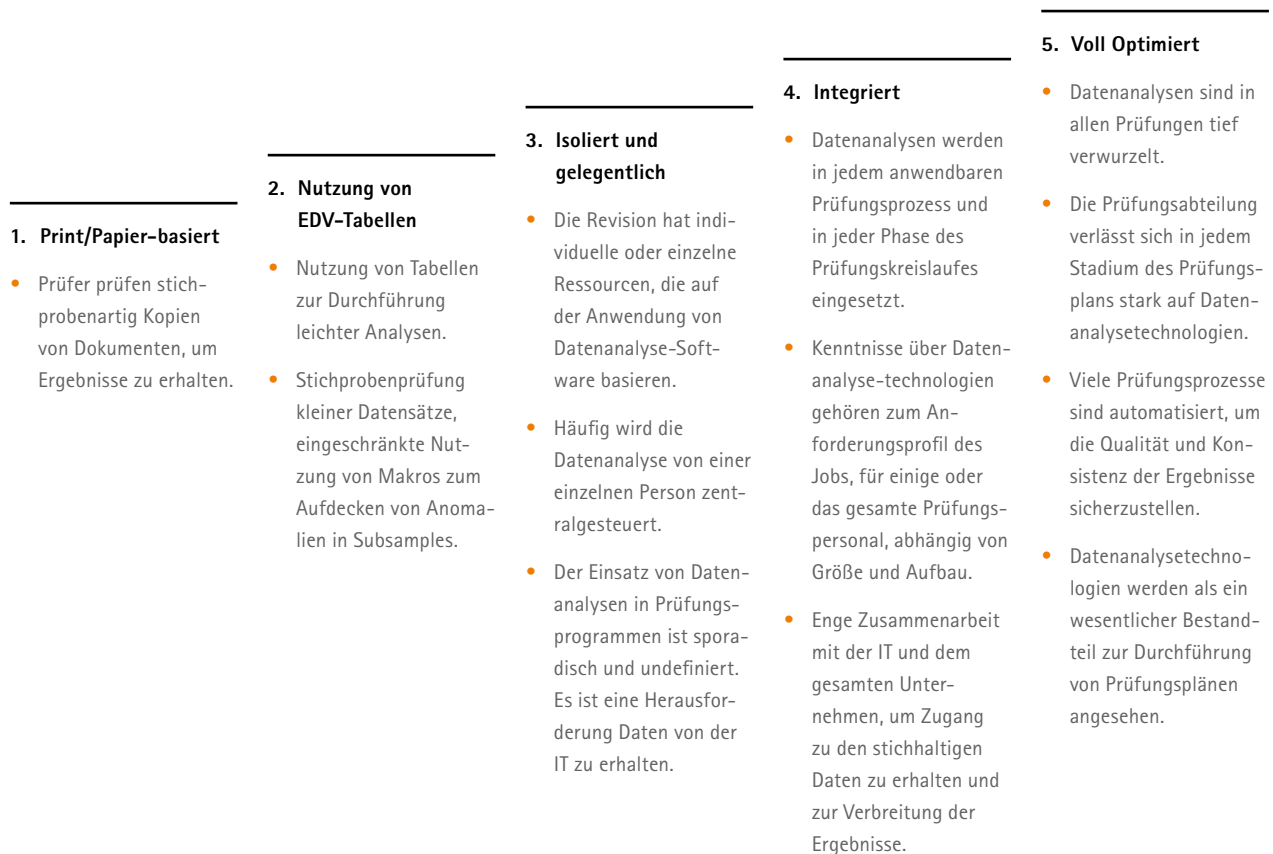 1. Print/Papier-basiert
• Prüfer prüfen stich-
probenartig Kopien
von Dokumenten, um
Ergebnisse zu erhalten.
2. Nutzung von
EDV-Tabellen
• Nutzung von Tabellen
zur Durchführung
leichter Analysen.
• Stichprobenprüfung
kleiner Datensätze,
eingeschränkte Nut-
zung von Makros zum
Aufdecken von Anoma-
lien in Subsamples.
3. Isoliert und
gelegentlich
• Die Revision hat indi-
viduelle oder einzelne
Ressourcen, die auf
der Anwendung von
Datenanalyse-Soft-
ware basieren.
• Häufig wird die
Datenanalyse von einer
einzelnen Person zent-
ralgesteuert.
• Der Einsatz von Daten-
analysen in Prüfungs-
programmen ist spora-
disch und undefiniert.
Es ist eine Herausfor-
derung Daten von der
IT zu erhalten.
4. Integriert
• Datenanalysen werden
in jedem anwendbaren
Prüfungsprozess und
in jeder Phase des
Prüfungskreislaufes
eingesetzt.
• Kenntnisse über Daten-
analyse-technologien
gehören zum An-
forderungsprofil des
Jobs, für einige oder
das gesamte Prüfungs-
personal, abhängig von
Größe und Aufbau.
• Enge Zusammenarbeit
mit der IT und dem
gesamten Unter-
nehmen, um Zugang
zu den stichhaltigen
Daten zu erhalten und
zur Verbreitung der
Ergebnisse.
5. Voll Optimiert
• Datenanalysen sind in
allen Prüfungen tief
verwurzelt.
• Die Prüfungsabteilung
verlässt sich in jedem
Stadium des Prüfungs-
plans stark auf Daten-
analysetechnologien.
• Viele Prüfungsprozesse
sind automatisiert, um
die Qualität und Kon-
sistenz der Ergebnisse
sicherzustellen.
• Datenanalysetechno-
logien werden als ein
wesentlicher Bestand-
teil zur Durchführung
von Prüfungsplänen
angesehen.